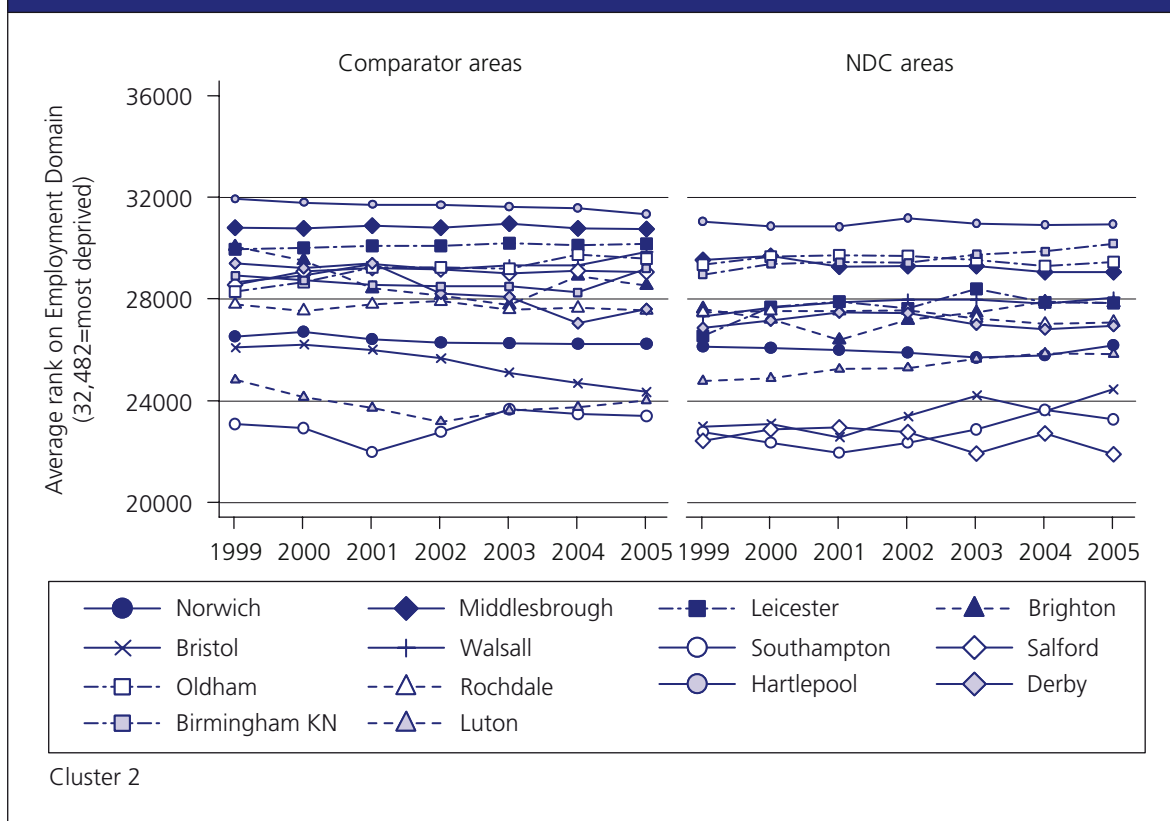 Comparator areas
NDC areas
Average rank on Employment Domain
(32,482=most deprived)
36000
32000
28000
24000
20000
1999 2000 2001 2002 2003 2004 2005
1999 2000 2001 2002 2003 2004 2005
Norwich
Middlesbrough
Leicester
Brighton
Bristol
Walsall
Southampton
Salford
Oldham
Rochdale
Hartlepool
Derby
Birmingham KN
Luton
Cluster 2